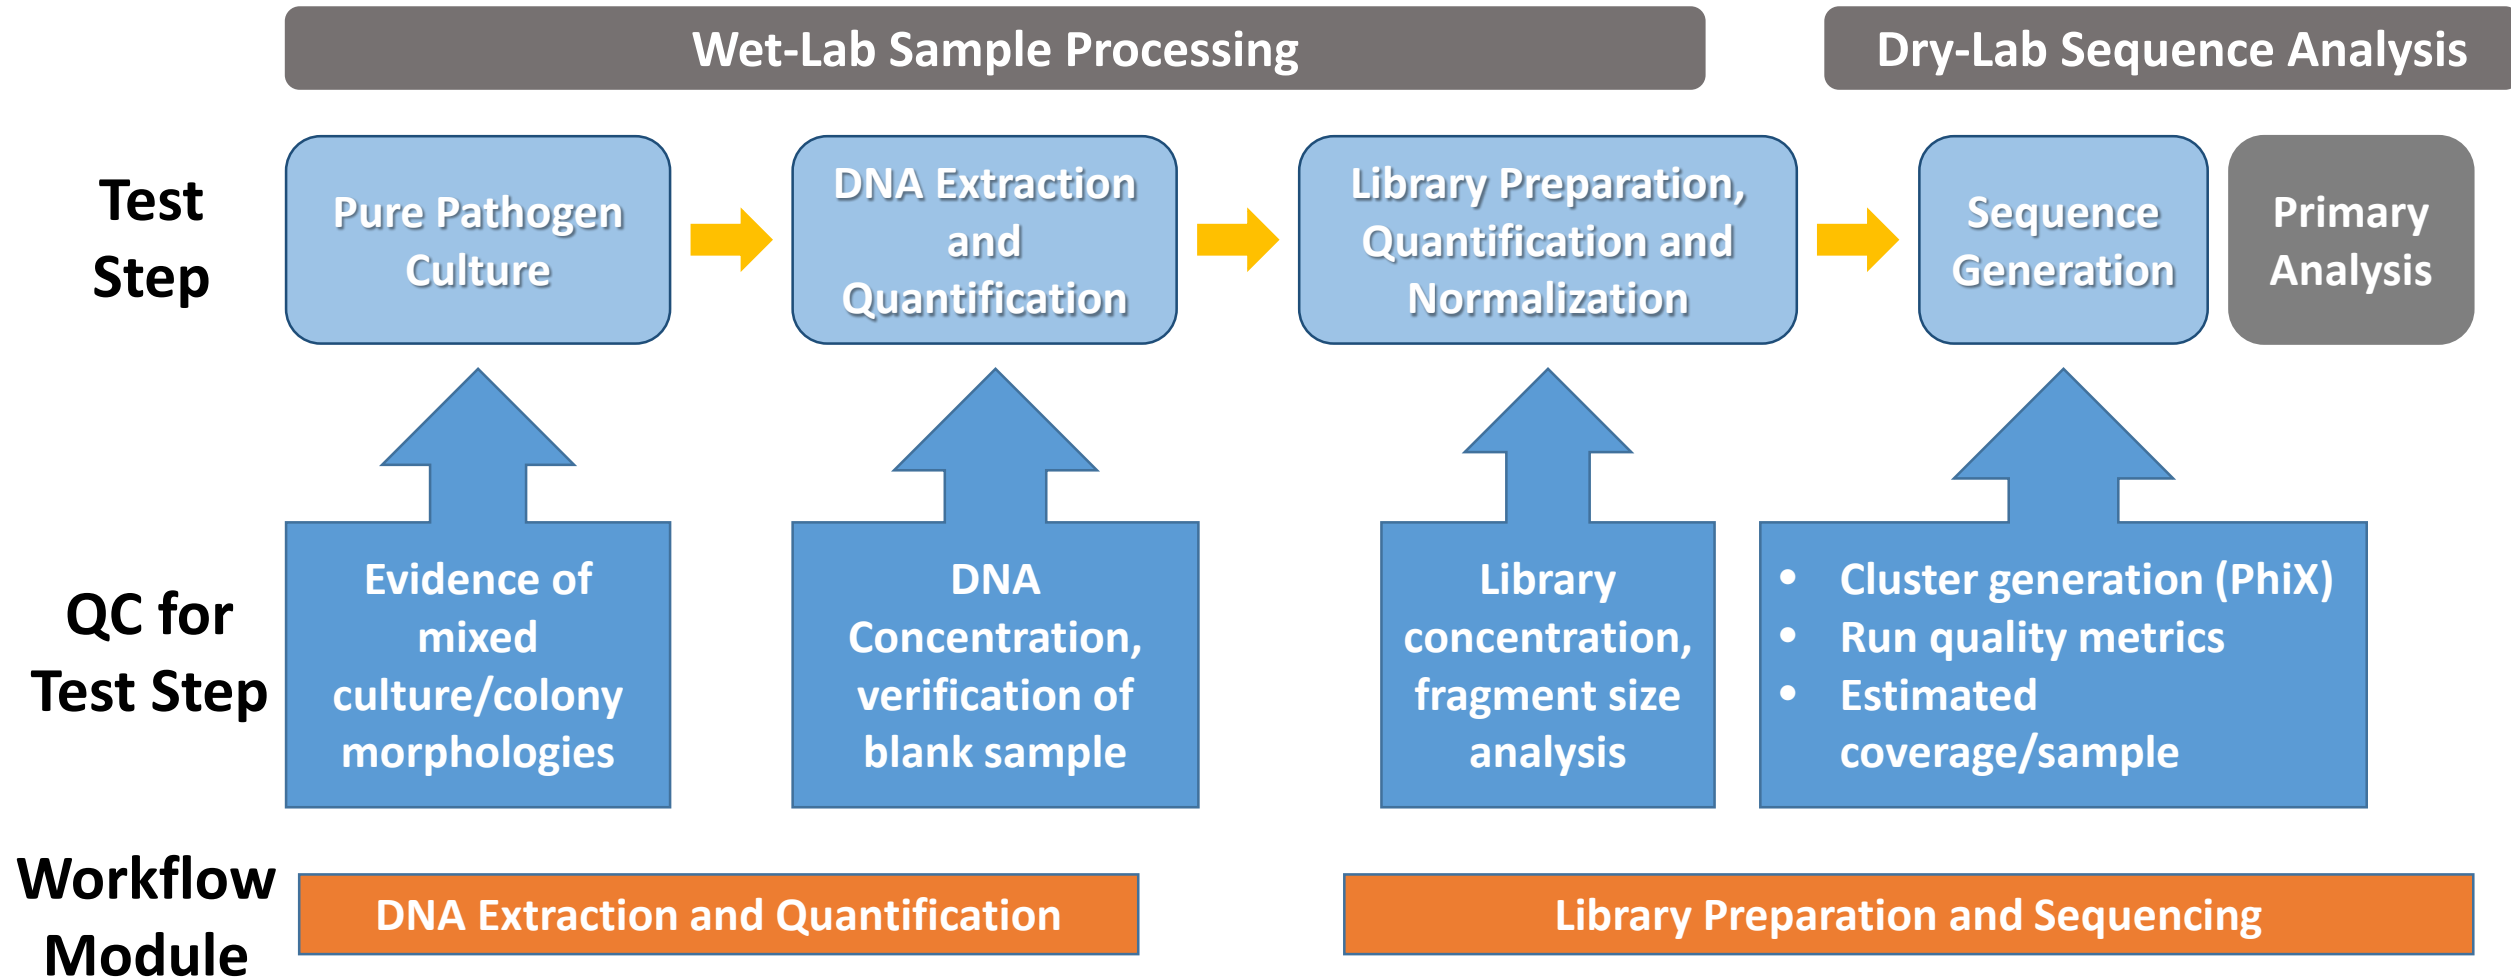 Wet-Lab Sample Processing
Dry-Lab Sequence Analysis
Test
Step
Pure Pathogen
Culture
DNA Extraction
and
Quantification
Library Preparation,
Quantification and
Normalization
Sequence
Generation
Primary
Analysis
QC for
Test Step
Evidence of
mixed
culture/colony
morphologies
DNA
Concentration,
verification of
blank sample
Library
concentration,
fragment size
analysis
• Cluster generation (PhiX)
• Run quality metrics
• Estimated
coverage/sample
Workflow
Module
DNA Extraction and Quantification
Library Preparation and Sequencing